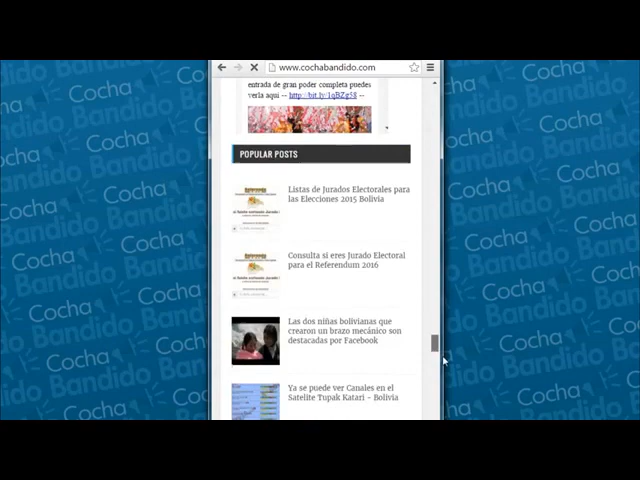 www.cochabandido.com
entrada de gran poder completa puedes
verla aqui -- http://bit.ly/1qBZg58 --
POPULAR POSTS
Listas de Jurados Electorales para
las Elecciones 2015 Bolivia
Consulta si eres Jurado Electoral
para el Referendum 2016
Las dos niñas bolivianas que
crearon un brazo mecánico son
destacadas por Facebook
Ya se puede ver Canales en el
Satelite Tupak Katari - Bolivia
Cocha
Bandido